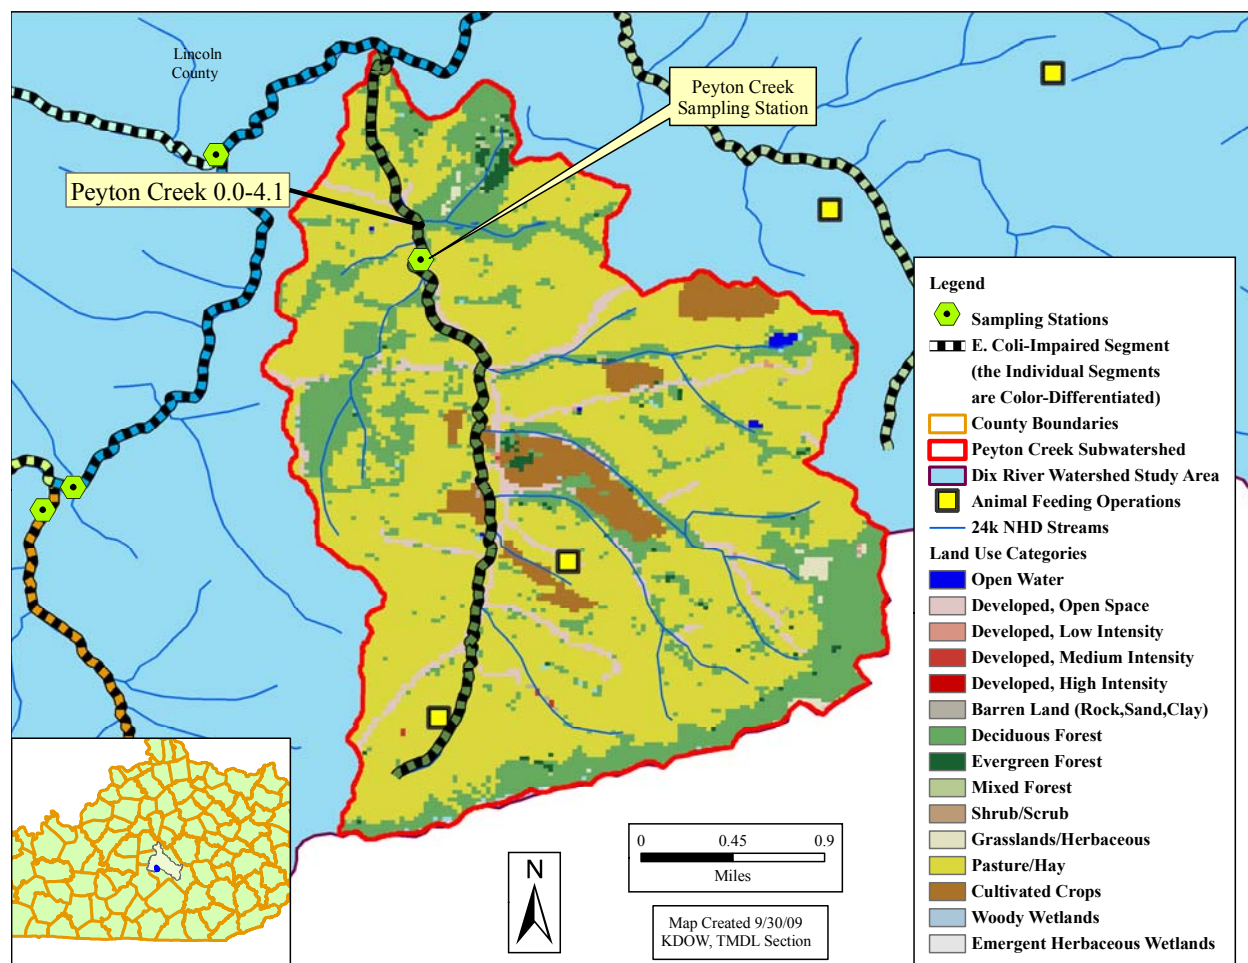 Lincoln
County
Peyton Creek
Sampling Station
Peyton Creek 0.0-4.1
Legend
Sampling Stations
E. Coli-Impaired Segment
(the Individual Segments
are Color-Differentiated)
County Boundaries
Peyton Creek Subwatershed
Dix River Watershed Study Area
Animal Feeding Operations
24k NHD Streams
Land Use Categories
Open Water
Developed, Open Space
Developed, Low Intensity
Developed, Medium Intensity
Developed, High Intensity
Barren Land (Rock,Sand,Clay)
Deciduous Forest
Evergreen Forest
Mixed Forest
Shrub/Scrub
Grasslands/Herbaceous
Pasture/Hay
Cultivated Crops
Woody Wetlands
Emergent Herbaceous Wetlands
0 0.45 0.9
Miles
N
Map Created 9/30/09
KDOW, TMDL Section